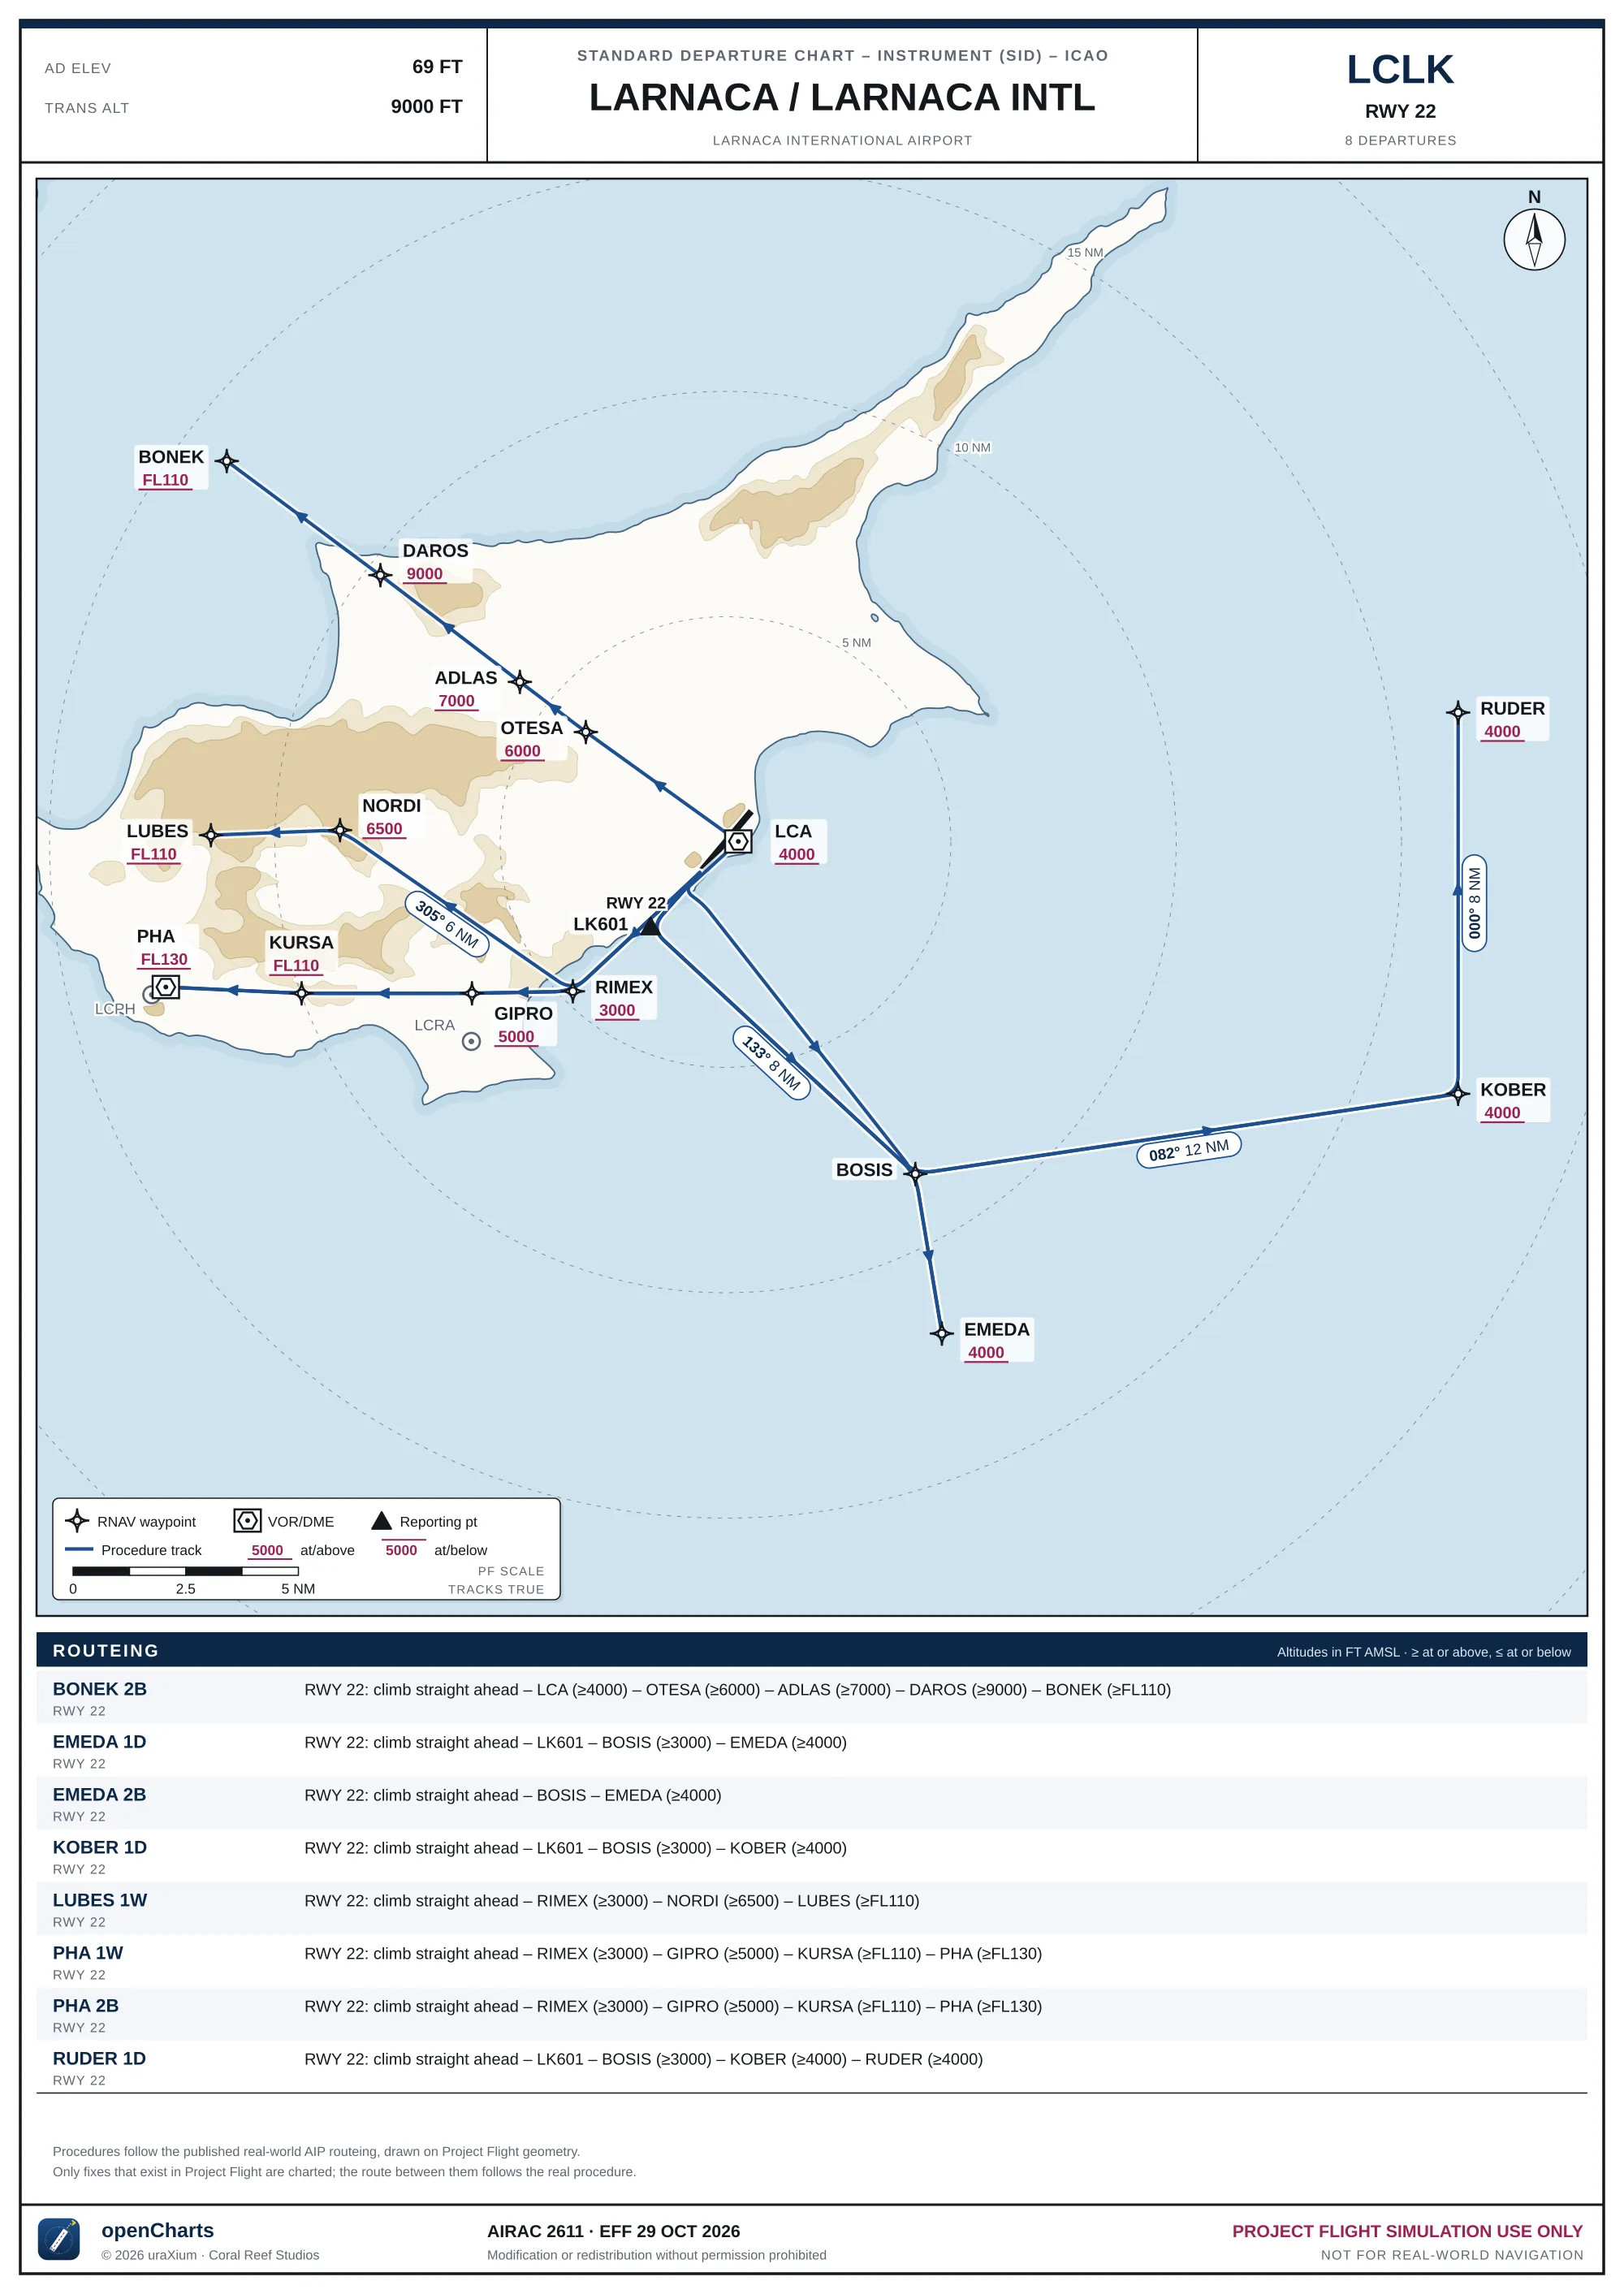 AD ELEV 69 FT
TRANS ALT 9000 FT
STANDARD DEPARTURE CHART – INSTRUMENT (SID) – ICAO
LARNACA / LARNACA INTL
LARNACA INTERNATIONAL AIRPORT
LCLK
RWY 22
8 DEPARTURES
N
15 NM
10 NM
BONEK
FL110
DAROS
9000
5 NM
ADLAS
7000
OTESA
6000
RUDER
4000
NORDI
6500
LUBES
FL110
LCA
4000
000° 8 NM
305° 6 NM
RWY 22
LK601
PHA
FL130
KURSA
FL110
RIMEX
3000
LCPH
GIPRO
5000
LCRA
133° 8 NM
KOBER
4000
082° 12 NM
BOSIS
EMEDA
4000
RNAV waypoint
VOR/DME
Reporting pt
Procedure track
5000 at/above
5000 at/below
PF SCALE
0 2.5 5 NM
TRACKS TRUE
ROUTEING
Altitudes in FT AMSL · ≥ at or above, ≤ at or below
BONEK 2B
RWY 22: climb straight ahead – LCA (≥4000) – OTESA (≥6000) – ADLAS (≥7000) – DAROS (≥9000) – BONEK (≥FL110)
RWY 22
EMEDA 1D
RWY 22: climb straight ahead – LK601 – BOSIS (≥3000) – EMEDA (≥4000)
RWY 22
EMEDA 2B
RWY 22: climb straight ahead – BOSIS – EMEDA (≥4000)
RWY 22
KOBER 1D
RWY 22: climb straight ahead – LK601 – BOSIS (≥3000) – KOBER (≥4000)
RWY 22
LUBES 1W
RWY 22: climb straight ahead – RIMEX (≥3000) – NORDI (≥6500) – LUBES (≥FL110)
RWY 22
PHA 1W
RWY 22: climb straight ahead – RIMEX (≥3000) – GIPRO (≥5000) – KURSA (≥FL110) – PHA (≥FL130)
RWY 22
PHA 2B
RWY 22: climb straight ahead – RIMEX (≥3000) – GIPRO (≥5000) – KURSA (≥FL110) – PHA (≥FL130)
RWY 22
RUDER 1D
RWY 22: climb straight ahead – LK601 – BOSIS (≥3000) – KOBER (≥4000) – RUDER (≥4000)
RWY 22
Procedures follow the published real-world AIP routeing, drawn on Project Flight geometry.
Only fixes that exist in Project Flight are charted; the route between them follows the real procedure.
openCharts
© 2026 uraXium · Coral Reef Studios
AIRAC 2611 · EFF 29 OCT 2026
Modification or redistribution without permission prohibited
PROJECT FLIGHT SIMULATION USE ONLY
NOT FOR REAL-WORLD NAVIGATION